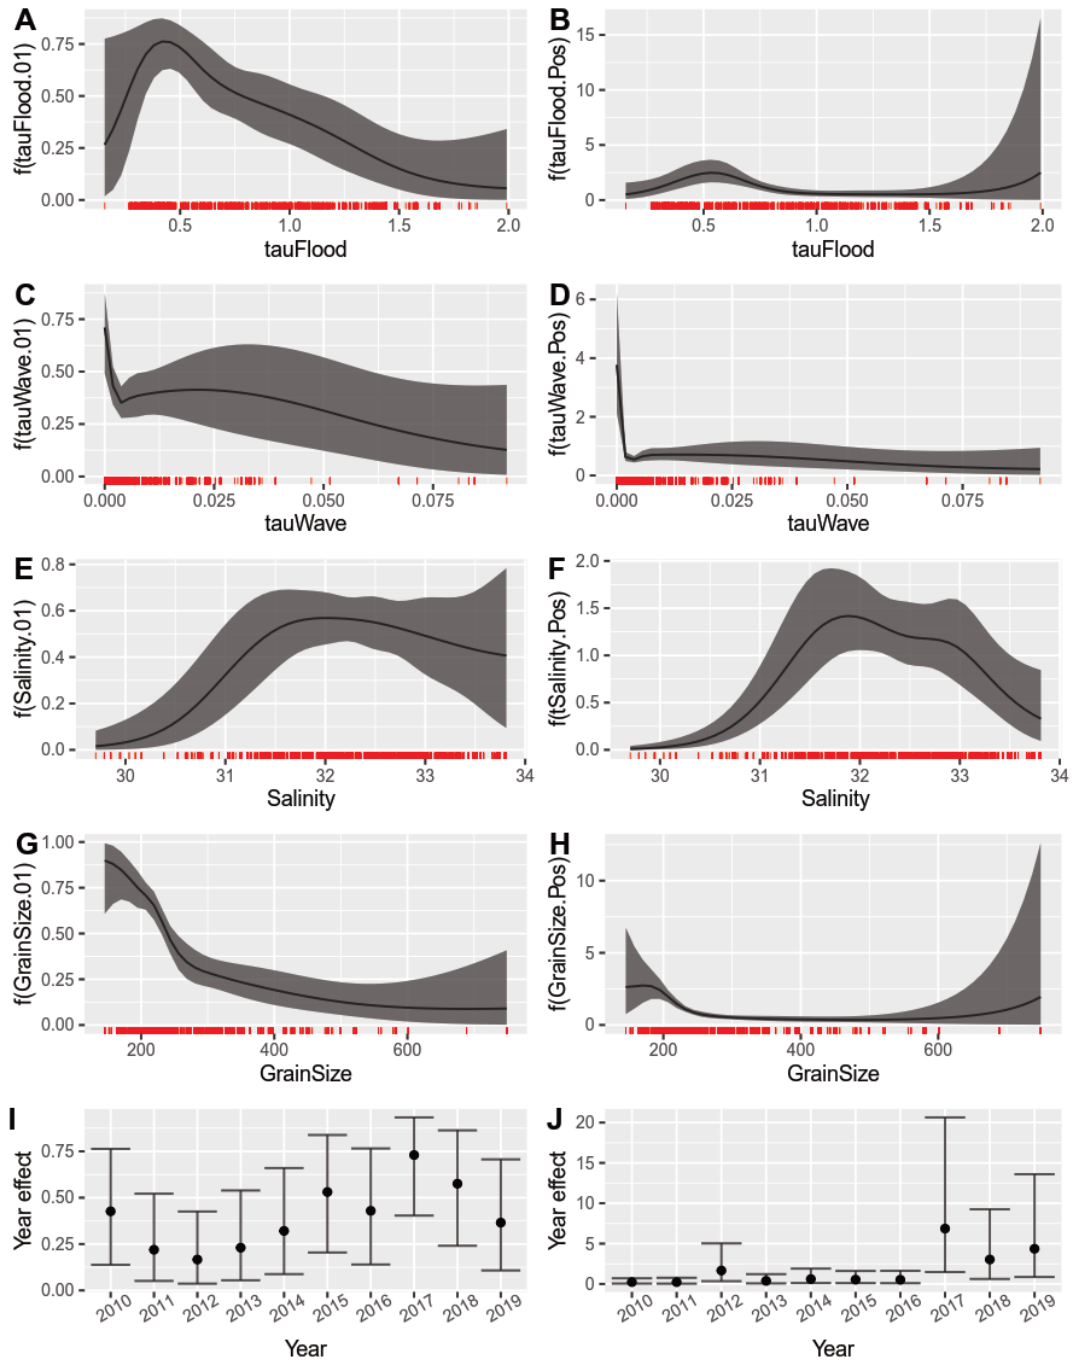 A
f(tauFlood.01)
0.75
0.50
0.25
0.00
0.5 1.0 1.5 2.0
tauFlood
B
f(tauFlood.Pos)
15
10
5
0
0.5 1.0 1.5 2.0
tauFlood
C
f(tauWave.01)
0.75
0.50
0.25
0.00
0.000 0.025 0.050 0.075
tauWave
D
f(tauWave.Pos)
6
4
2
0
0.000 0.025 0.050 0.075
tauWave
E
f(Salinity.01)
0.8
0.6
0.4
0.2
0.0
30 31 32 33 34
Salinity
F
f(tSalinity.Pos)
2.0
1.5
1.0
0.5
0.0
30 31 32 33 34
Salinity
G
f(GrainSize.01)
1.00
0.75
0.50
0.25
0.00
200 400 600
GrainSize
H
f(GrainSize.Pos)
10
5
0
200 400 600
GrainSize
I
Year effect
0.75
0.50
0.25
0.00
2010 2011 2012 2013 2014 2015 2016 2017 2018 2019
Year
J
Year effect
20
15
10
5
0
2010 2011 2012 2013 2014 2015 2016 2017 2018 2019
Year